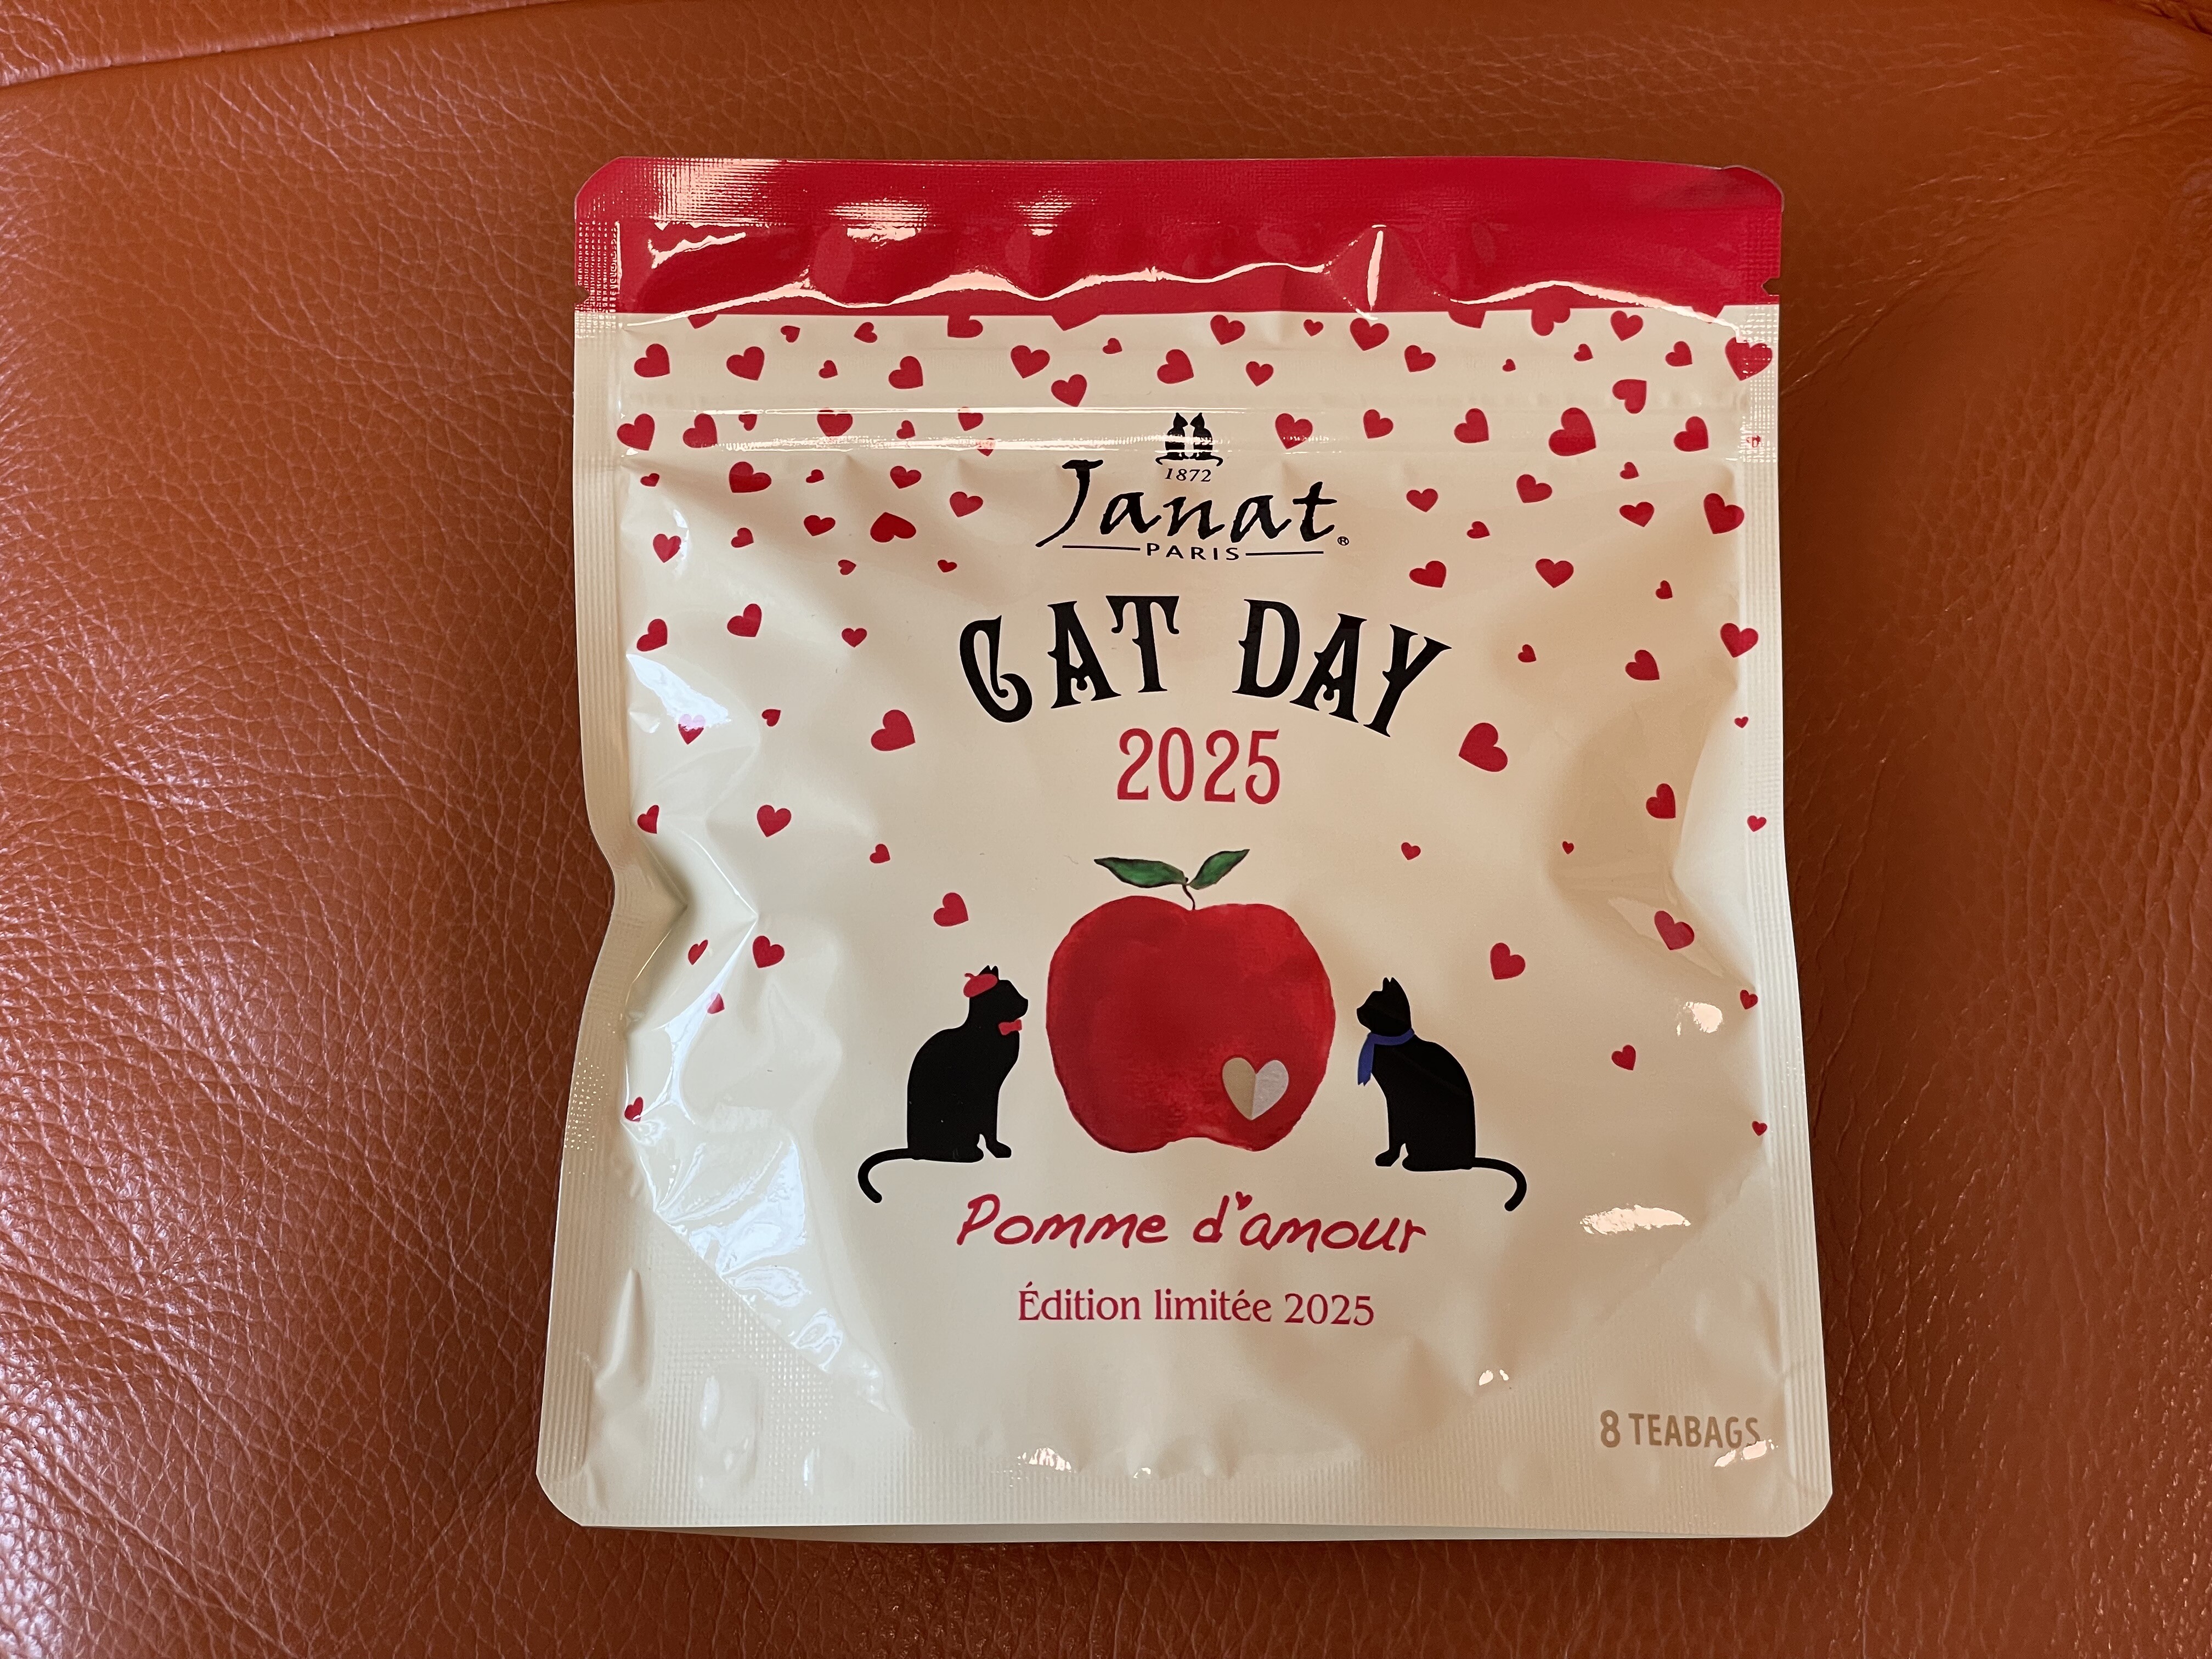 1872
Janat®
PARIS
CAT DAY
2025
Pomme d'amour
Édition limitée 2025
8 TEABAGS